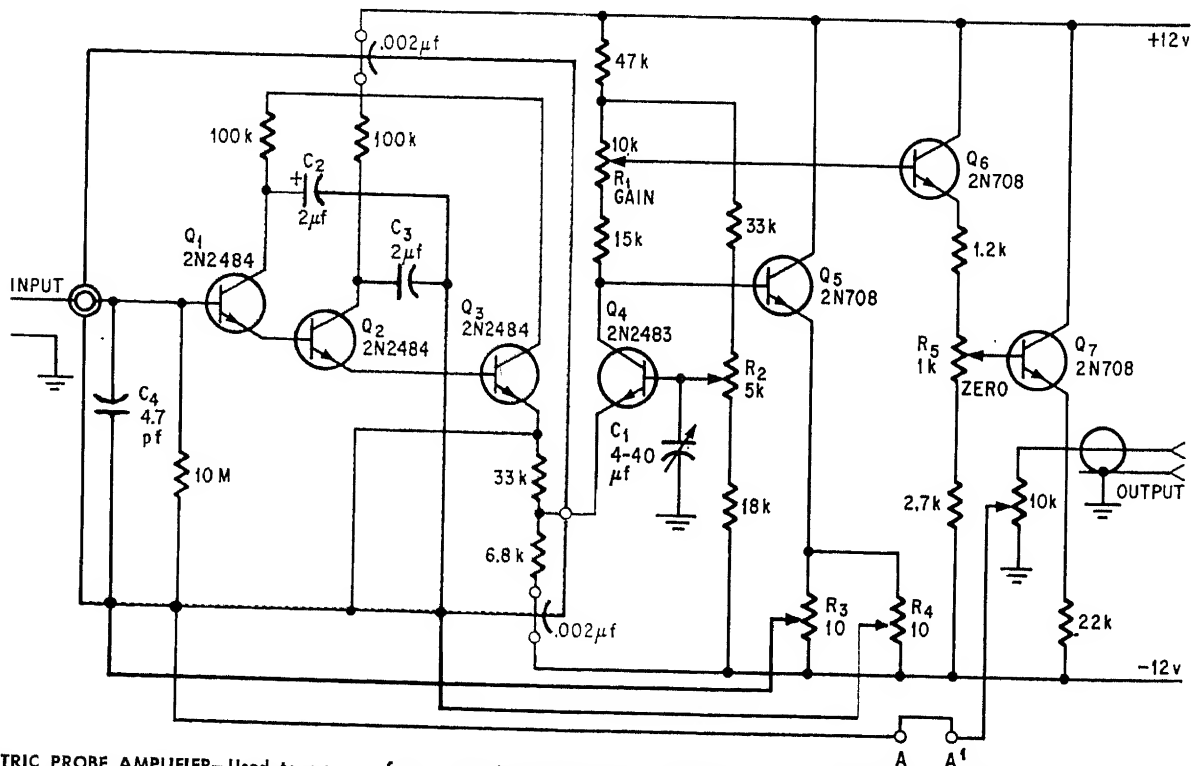 .002μf
+12v
47k
100k
100k
10k
R1
GAIN
Q6
2N708
C2
+
2μf
C3
2μf
33k
15k
1.2k
Q1
2N2484
INPUT
Q5
2N708
Q2
2N2484
Q3
2N2484
Q4
2N2483
R2
5k
R5
1k
ZERO
Q7
2N708
C4
4.7
pf
C1
4-40
μf
10M
33k
18k
2.7k
10k
OUTPUT
6.8k
.002μf
R3
10
R4
10
22k
-12v
A A1
TRIC PROBE AMPLIFIER—Used